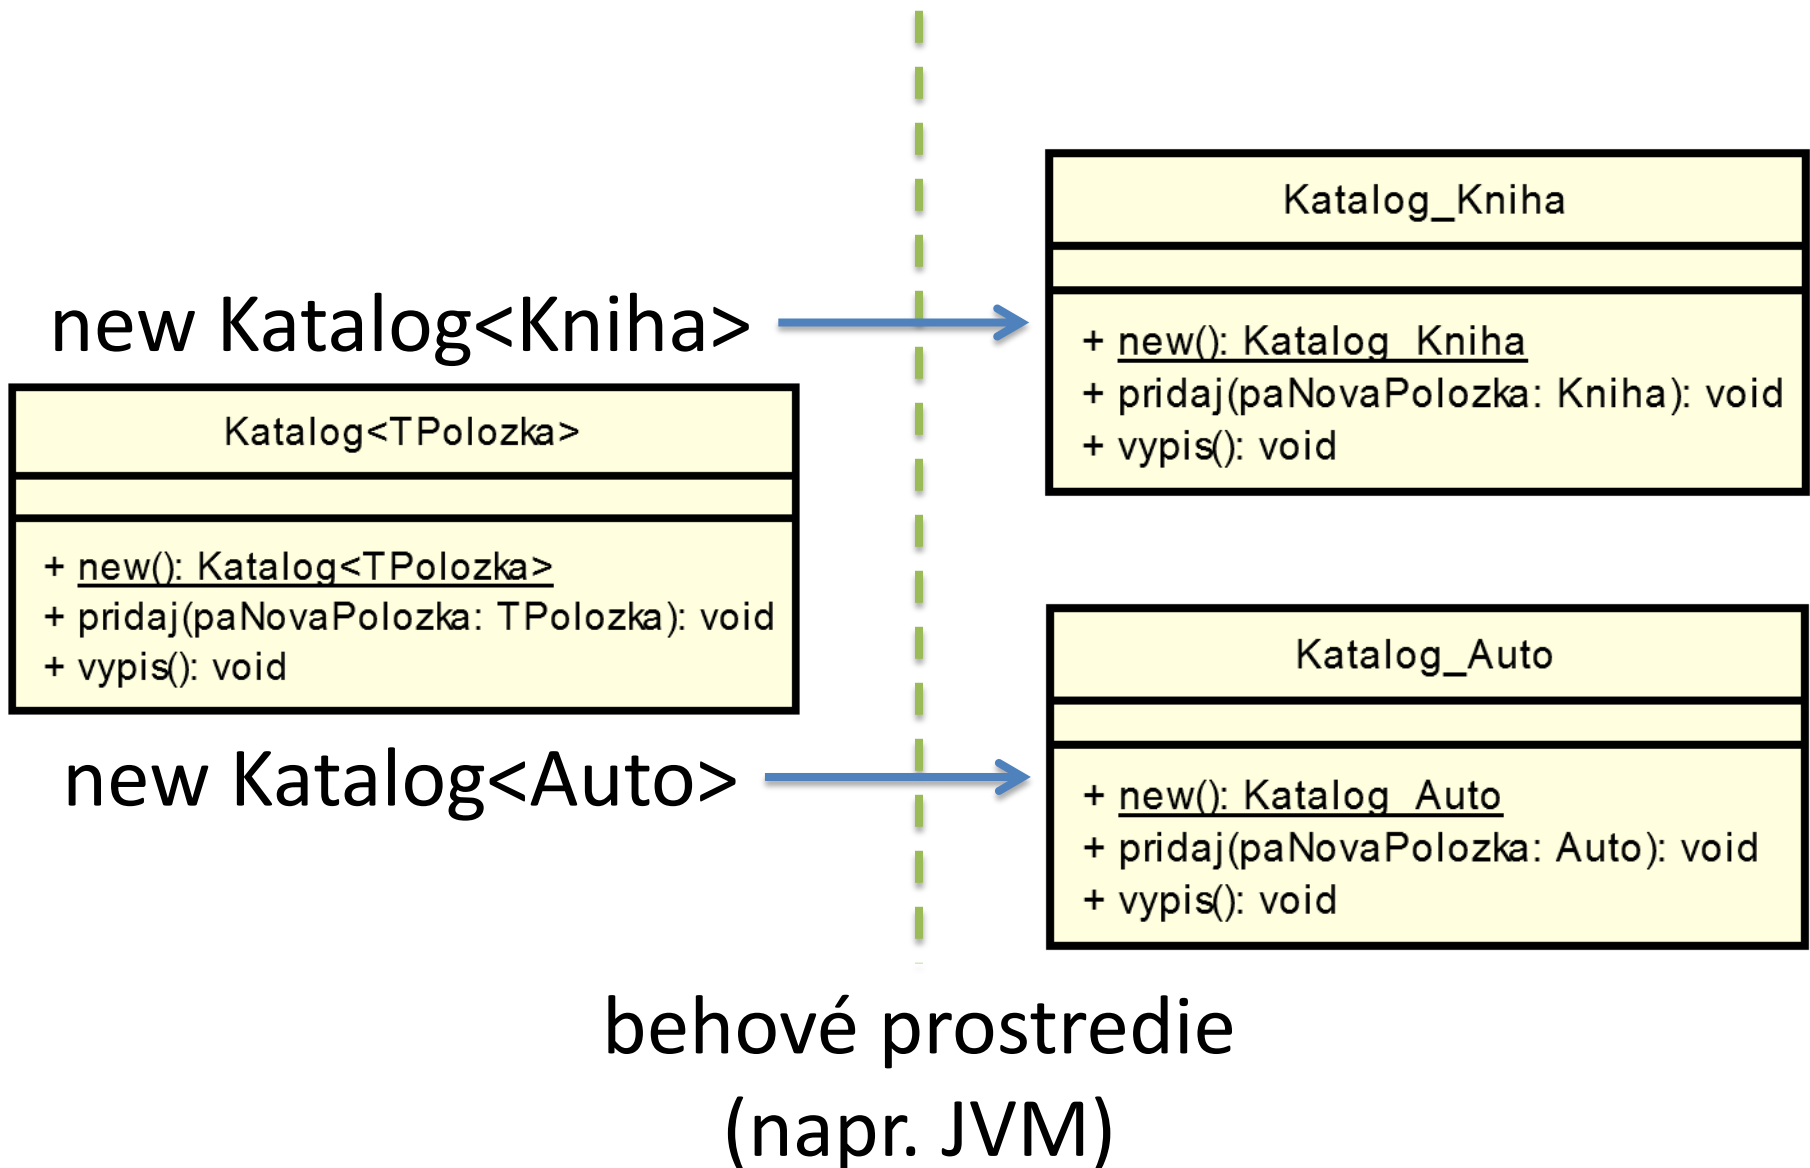 new Katalog<Kniha>
Katalog<TPolozka>
+ new(): Katalog<TPolozka>
+ pridaj(paNovaPolozka: TPolozka): void
+ vypis(): void
new Katalog<Auto>
Katalog_Kniha
+ new(): Katalog_Kniha
+ pridaj(paNovaPolozka: Kniha): void
+ vypis(): void
Katalog_Auto
+ new(): Katalog_Auto
+ pridaj(paNovaPolozka: Auto): void
+ vypis(): void
behové prostredie
(napr. JVM)